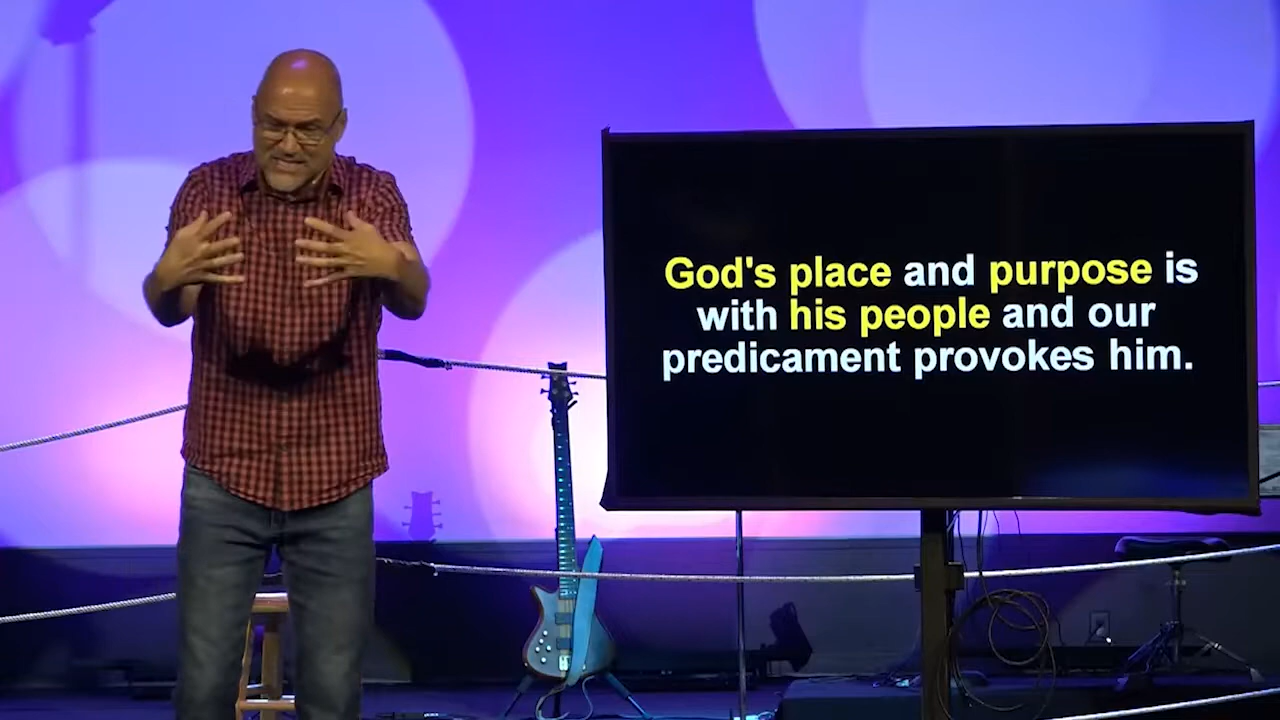 God's place and purpose is
with his people and our
predicament provokes him.